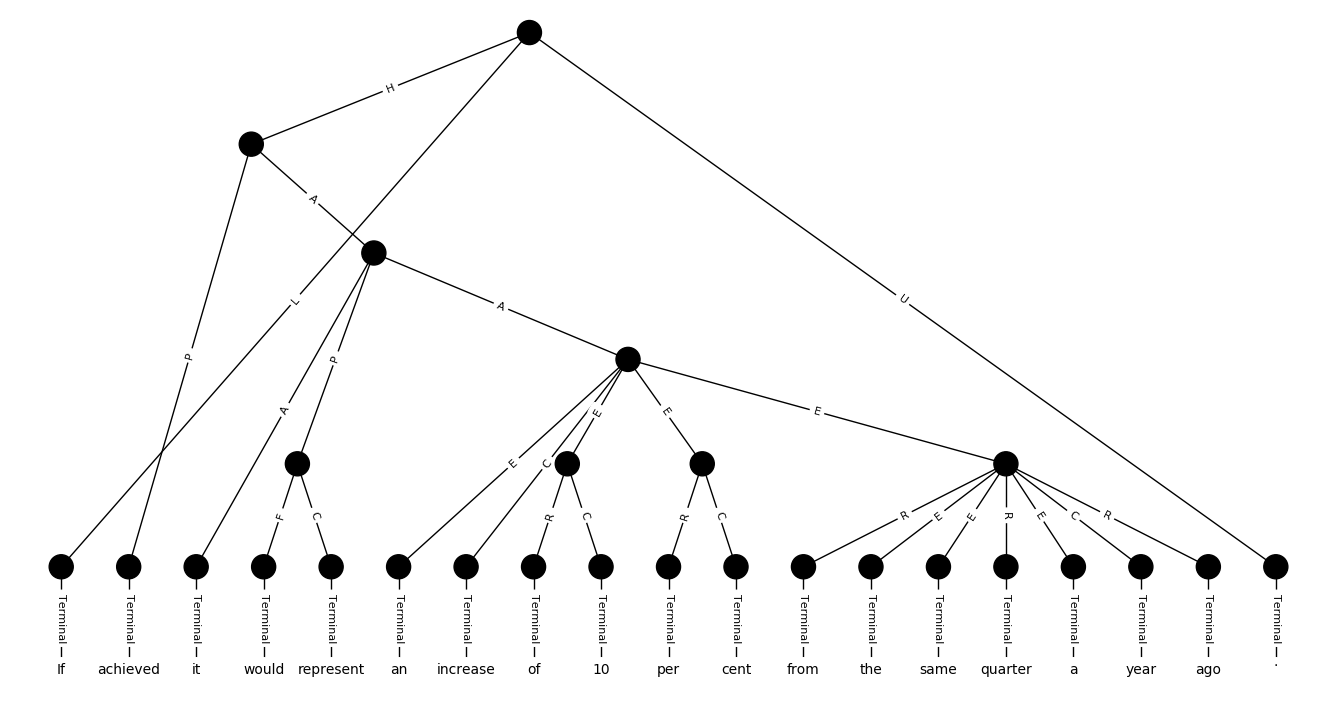 H
A
L
U
A
P
P
A
E
E
E
E
C
F
C
R
C
R
C
R
E
E
R
E
C
R
Terminal Terminal Terminal Terminal Terminal Terminal Terminal Terminal Terminal Terminal Terminal Terminal Terminal Terminal Terminal Terminal Terminal Terminal Terminal
If achieved it would represent an increase of 10 per cent from the same quarter a year ago .